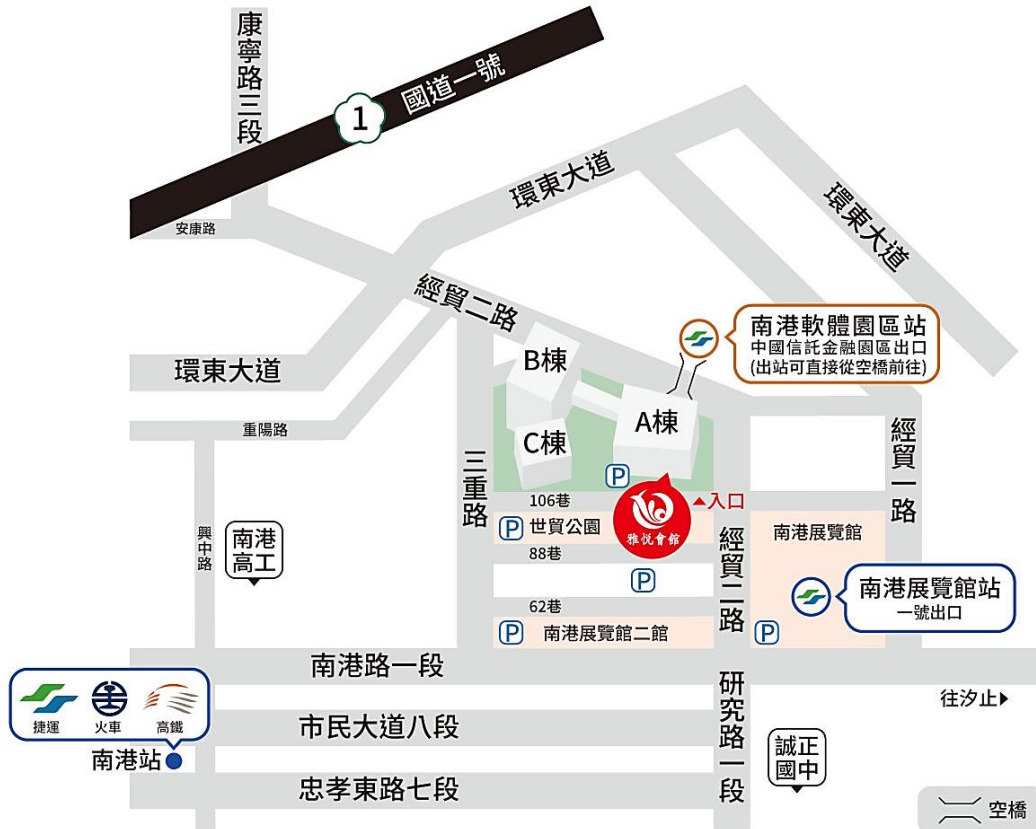 康寧路三段
國道一號
1
環東大道
環東大道
安康路
經貿二路
南港軟體園區站
中國信託金融園區出口
(出站可直接從空橋前往)
環東大道
B棟
A棟
C棟
重陽路
三重路
經貿一路
P
106巷
▲入口
P
世貿公園
雅悅會館
南港展覽館
興中路
南港
高工
88巷
經貿二路
P
南港展覽館站
一號出口
62巷
P
南港展覽館二館
P
南港路一段
研究路一段
往汐止▶
捷運
火車
高鐵
市民大道八段
南港站
誠正
國中
忠孝東路七段
空橋